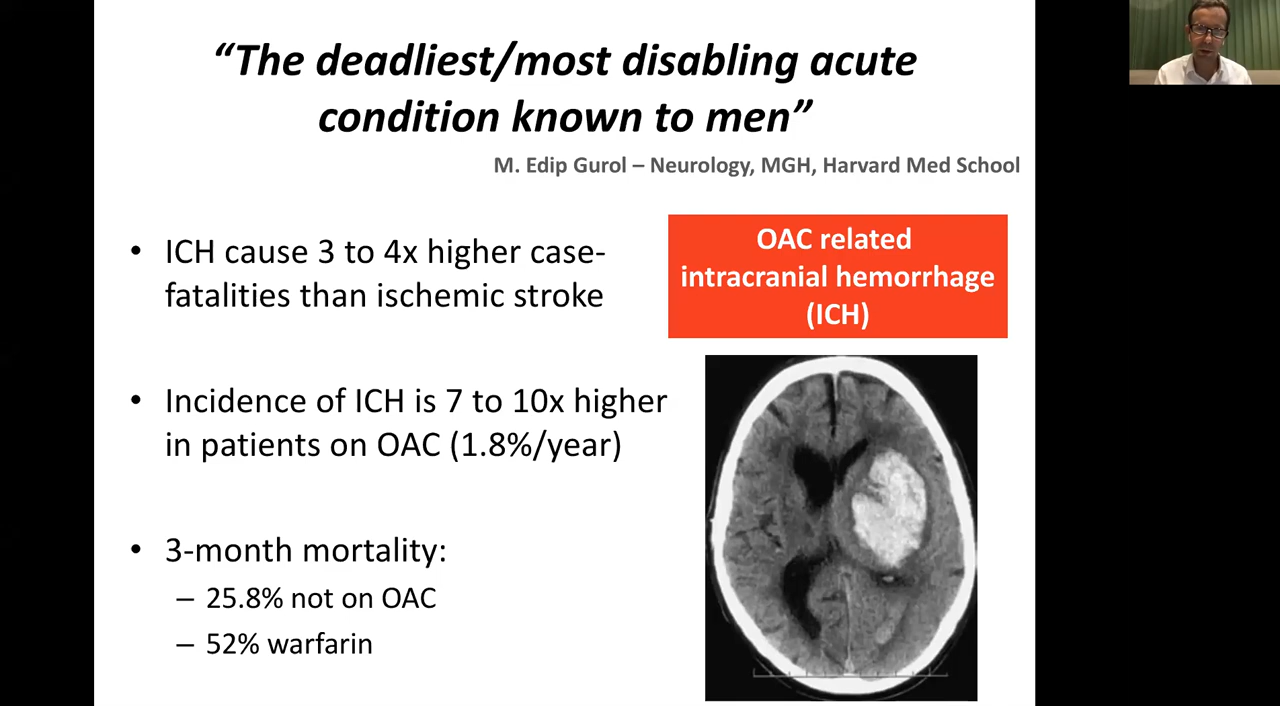 “The deadliest/most disabling acute
condition known to men”
M. Edip Gurol – Neurology, MGH, Harvard Med School
• ICH cause 3 to 4x higher case-
fatalities than ischemic stroke
OAC related
intracranial hemorrhage
(ICH)
• Incidence of ICH is 7 to 10x higher
in patients on OAC (1.8%/year)
• 3-month mortality:
– 25.8% not on OAC
– 52% warfarin